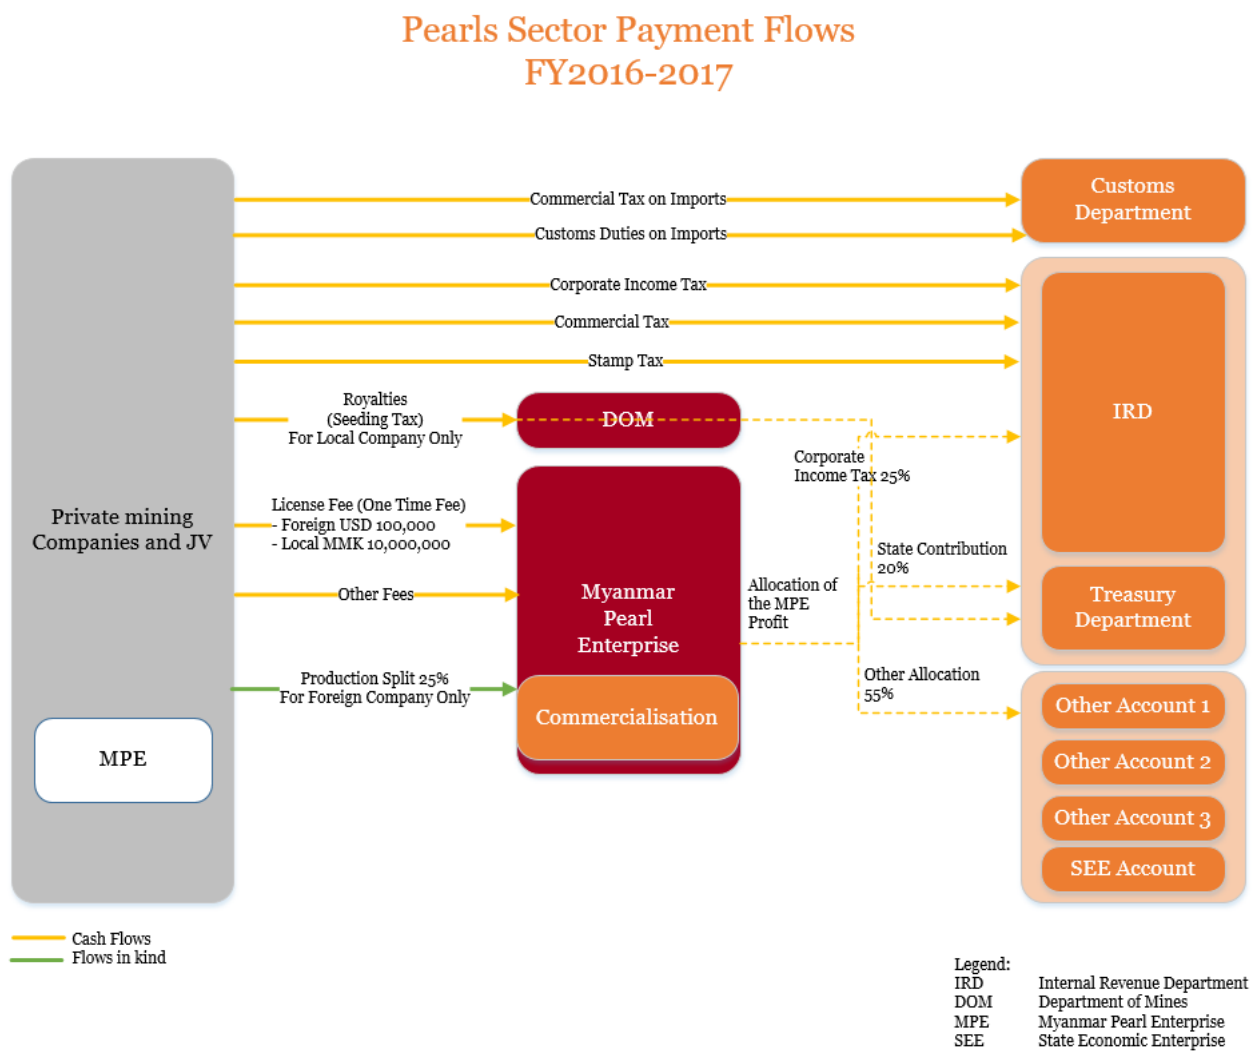 Pearls Sector Payment Flows
FY2016-2017
Commercial Tax on Imports
Customs Duties on Imports
Customs
Department
Corporate Income Tax
Commercial Tax
Stamp Tax
Royalties
(Seeding Tax)
For Local Company Only
DOM
IRD
Corporate
Income Tax 25%
Private mining
Companies and JV
License Fee (One Time Fee)
- Foreign USD 100,000
- Local MMK 10,000,000
State Contribution
20%
Other Fees
Myanmar
Pearl
Enterprise
Allocation of
the MPE
Profit
Treasury
Department
Production Split 25%
For Foreign Company Only
Other Allocation
55%
Commercialisation
MPE
Other Account 1
Other Account 2
Other Account 3
SEE Account
Cash Flows
Flows in kind
Legend:
IRD Internal Revenue Department
DOM Department of Mines
MPE Myanmar Pearl Enterprise
SEE State Economic Enterprise